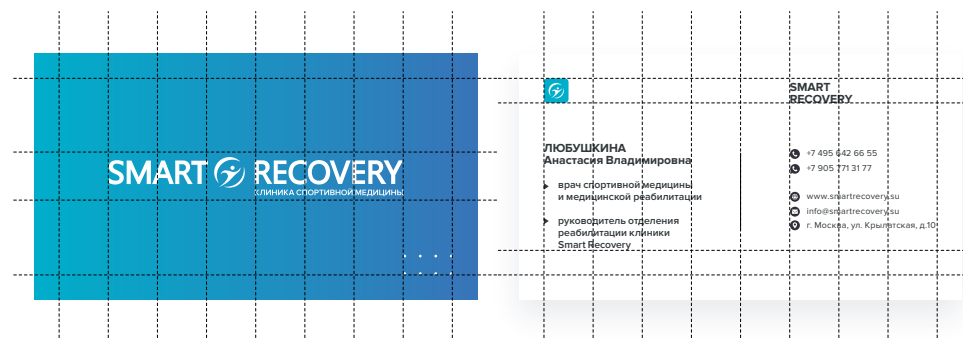 SMART RECOVERY
КЛИНИКА СПОРТИВНОЙ МЕДИЦИНЫ
SMART
RECOVERY
ЛЮБУШКИНА
Анастасия Владимировна
врач спортивной медицины
и медицинской реабилитации
руководитель отделения
реабилитации клиники
Smart Recovery
+7 495 642 66 55
+7 905 771 31 77
www.smartrecovery.su
info@smartrecovery.su
г. Москва, ул. Крылатская, д.10